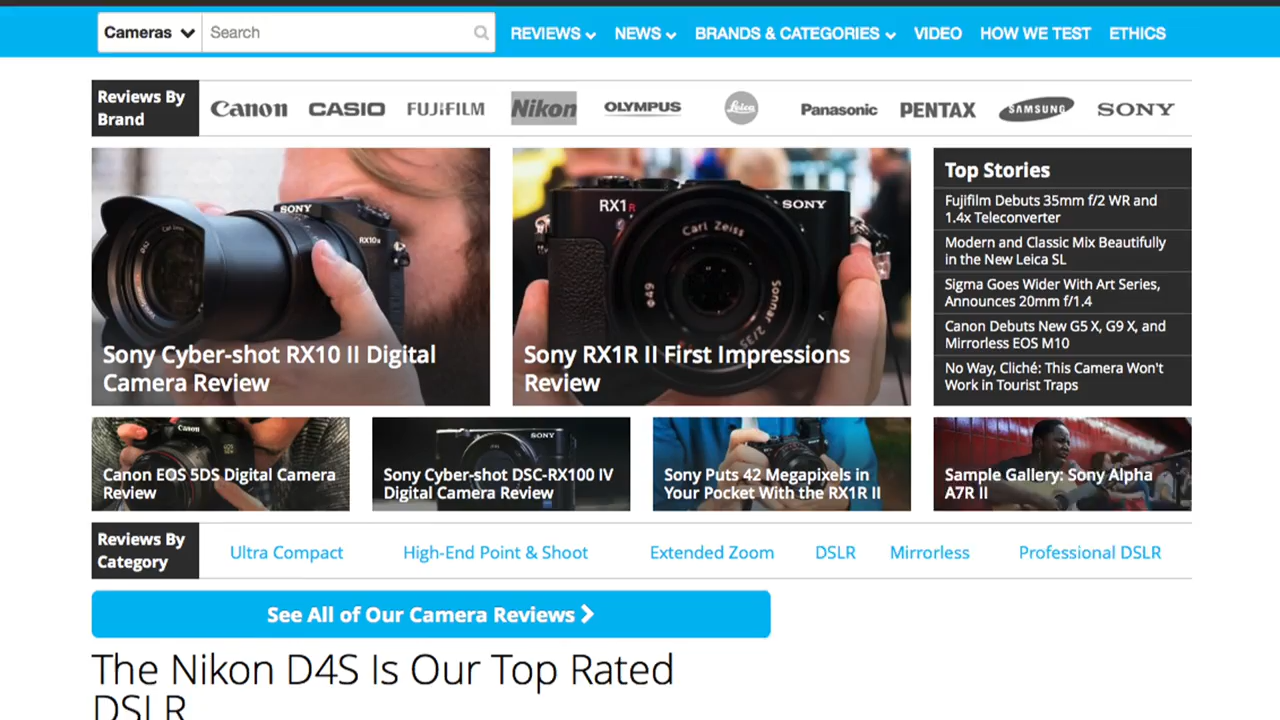 Cameras Search REVIEWS NEWS BRANDS & CATEGORIES VIDEO HOW WE TEST ETHICS
Reviews By
Brand
Canon CASIO FUJIFILM Nikon OLYMPUS Leica Panasonic PENTAX SAMSUNG SONY
SONY
RX10II
Sony Cyber-shot RX10 II Digital
Camera Review
RX1R SONY
Carl Zeiss
Ø49
Sonnar 2/35
Sony RX1R II First Impressions
Review
Top Stories
Fujifilm Debuts 35mm f/2 WR and
1.4x Teleconverter
Modern and Classic Mix Beautifully
in the New Leica SL
Sigma Goes Wider With Art Series,
Announces 20mm f/1.4
Canon Debuts New G5 X, G9 X, and
Mirrorless EOS M10
No Way, Cliché: This Camera Won't
Work in Tourist Traps
Canon
Canon EOS 5DS Digital Camera
Review
SONY
Sony Cyber-shot DSC-RX100 IV
Digital Camera Review
Sony Puts 42 Megapixels in
Your Pocket With the RX1R II
Sample Gallery: Sony Alpha
A7R II
Reviews By
Category
Ultra Compact High-End Point & Shoot Extended Zoom DSLR Mirrorless Professional DSLR
See All of Our Camera Reviews
The Nikon D4S Is Our Top Rated
DSLR